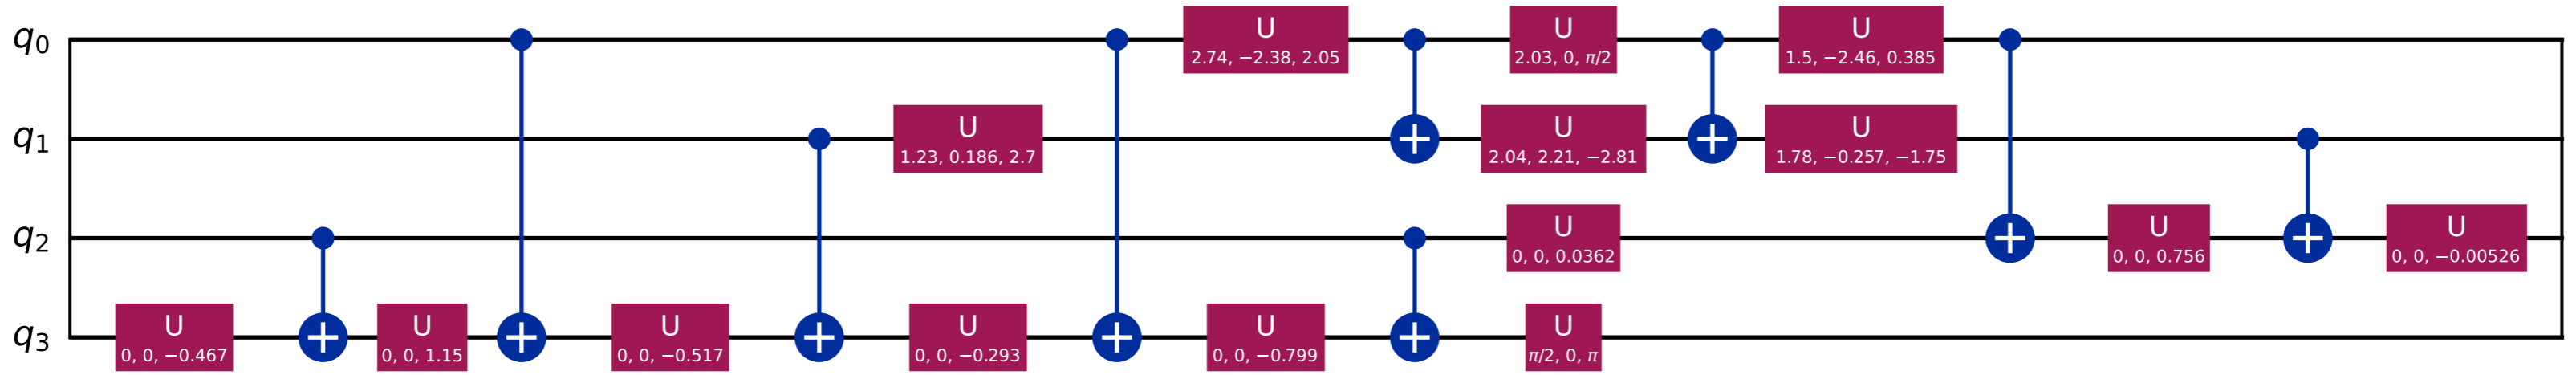 q0
U
2.74, −2.38, 2.05
U
2.03, 0, π/2
U
1.5, −2.46, 0.385
q1
U
1.23, 0.186, 2.7
U
2.04, 2.21, −2.81
U
1.78, −0.257, −1.75
q2
U
0, 0, 0.0362
U
0, 0, 0.756
U
0, 0, −0.00526
q3
U
0, 0, −0.467
U
0, 0, 1.15
U
0, 0, −0.517
U
0, 0, −0.293
U
0, 0, −0.799
U
π/2, 0, π